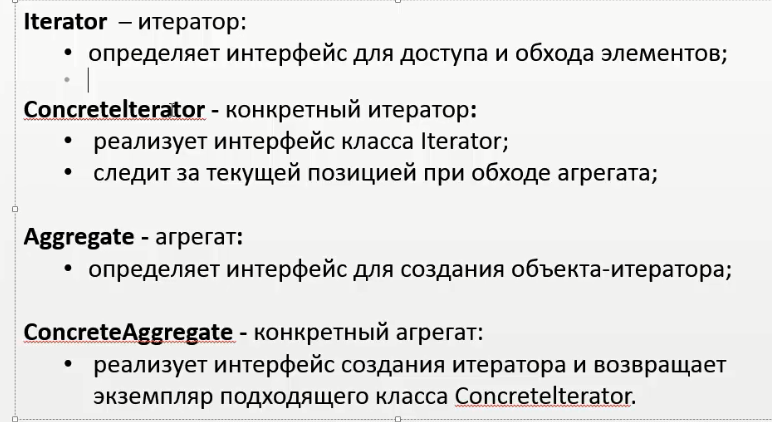 Iterator – итератор:
• определяет интерфейс для доступа и обхода элементов;
•
ConcreteIterator - конкретный итератор:
• реализует интерфейс класса Iterator;
• следит за текущей позицией при обходе агрегата;
Aggregate - агрегат:
• определяет интерфейс для создания объекта-итератора;
ConcreteAggregate - конкретный агрегат:
• реализует интерфейс создания итератора и возвращает
экземпляр подходящего класса ConcreteIterator.